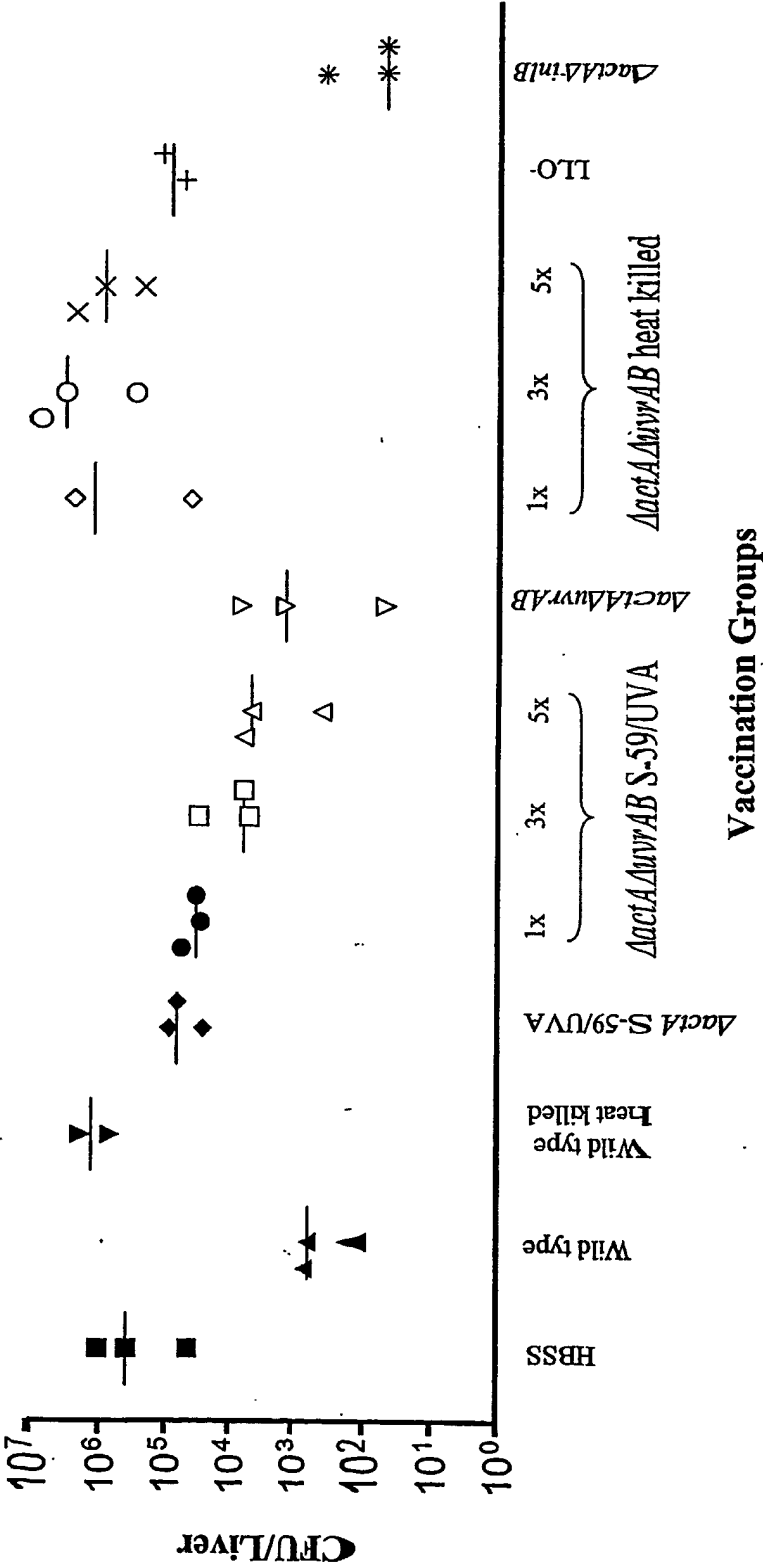 CFU/Liver
10⁷
10⁶
10⁵
10⁴
10³
10²
10¹
10⁰
HBSS
Wild type
Wild type
heat killed
ΔactA S-59/UVA
1x
3x
5x
ΔactAΔuvrAB S-59/UVA
ΔactAΔuvrAB
1x
3x
5x
ΔactAΔuvrAB heat killed
LLO-
ΔactAΔinlB
Vaccination Groups